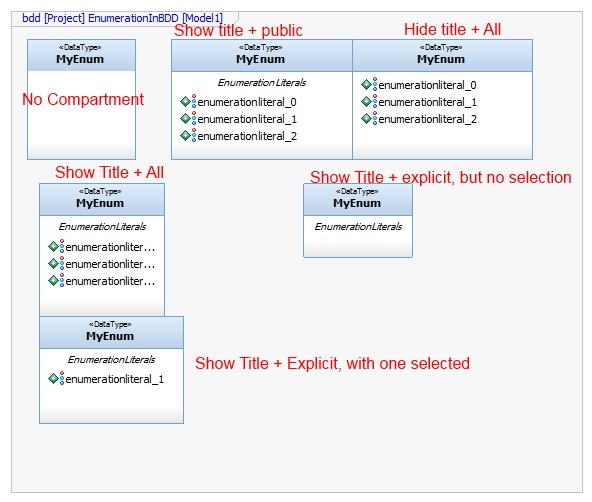 bdd [Project] EnumerationInBDD [Model1]
Show title + public
Hide title + All
«DataType»
MyEnum
No Compartment
«DataType»
MyEnum
EnumerationLiterals
enumerationliteral_0
enumerationliteral_1
enumerationliteral_2
«DataType»
MyEnum
enumerationliteral_0
enumerationliteral_1
enumerationliteral_2
Show Title + All
«DataType»
MyEnum
EnumerationLiterals
enumerationliter...
enumerationliter...
enumerationliter...
Show Title + explicit, but no selection
«DataType»
MyEnum
EnumerationLiterals
«DataType»
MyEnum
EnumerationLiterals
enumerationliteral_1
Show Title + Explicit, with one selected